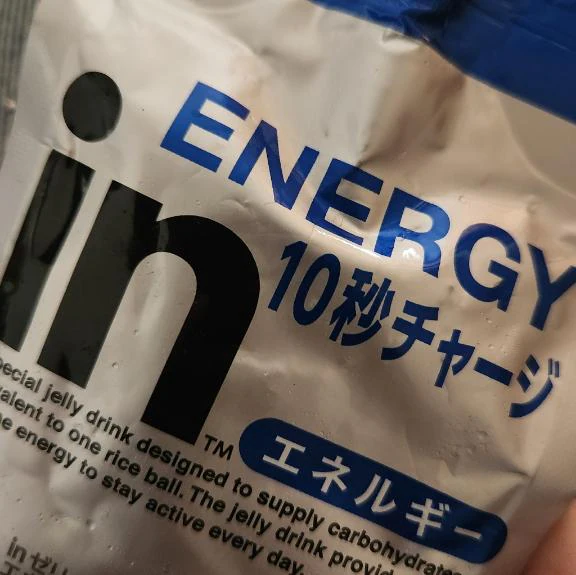 ENERGY
in
10秒チャージ
TM
エネルギー
ecial jelly drink designed to supply carbohydrate
alent to one rice ball. The jelly drink provid
e energy to stay active every day.
inゼリ